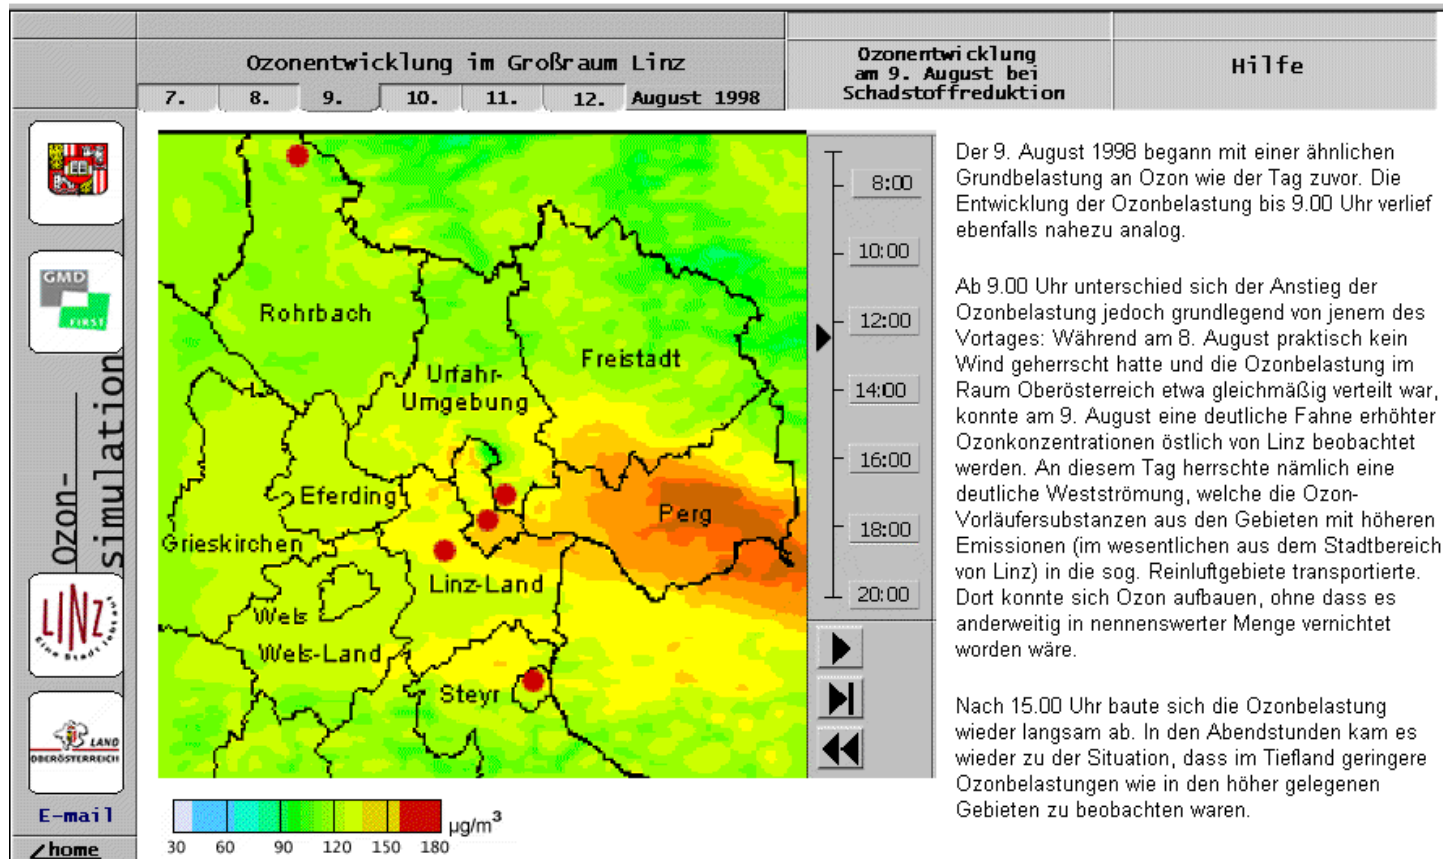 Ozonentwicklung im Großraum Linz
7. 8. 9. 10. 11. 12. August 1998
Ozonentwicklung
am 9. August bei
Schadstoffreduktion
Hilfe
GMD
FIRST
Ozon-
simulation
LINZ
LAND
OBERÖSTERREICH
E-mail
home
Rohrbach
Freistadt
Urfahr-
Umgebung
Eferding
Perg
Grieskirchen
Linz-Land
Wels
Wels-Land
Steyr
8:00
10:00
12:00
14:00
16:00
18:00
20:00
30 60 90 120 150 180
µg/m³
Der 9. August 1998 begann mit einer ähnlichen
Grundbelastung an Ozon wie der Tag zuvor. Die
Entwicklung der Ozonbelastung bis 9.00 Uhr verlief
ebenfalls nahezu analog.
Ab 9.00 Uhr unterschied sich der Anstieg der
Ozonbelastung jedoch grundlegend von jenem des
Vortages: Während am 8. August praktisch kein
Wind geherrscht hatte und die Ozonbelastung im
Raum Oberösterreich etwa gleichmäßig verteilt war,
konnte am 9. August eine deutliche Fahne erhöhter
Ozonkonzentrationen östlich von Linz beobachtet
werden. An diesem Tag herrschte nämlich eine
deutliche Westströmung, welche die Ozon-
Vorläufersubstanzen aus den Gebieten mit höheren
Emissionen (im wesentlichen aus dem Stadtbereich
von Linz) in die sog. Reinluftgebiete transportierte.
Dort konnte sich Ozon aufbauen, ohne dass es
anderweitig in nennenswerter Menge vernichtet
worden wäre.
Nach 15.00 Uhr baute sich die Ozonbelastung
wieder langsam ab. In den Abendstunden kam es
wieder zu der Situation, dass im Tiefland geringere
Ozonbelastungen wie in den höher gelegenen
Gebieten zu beobachten waren.